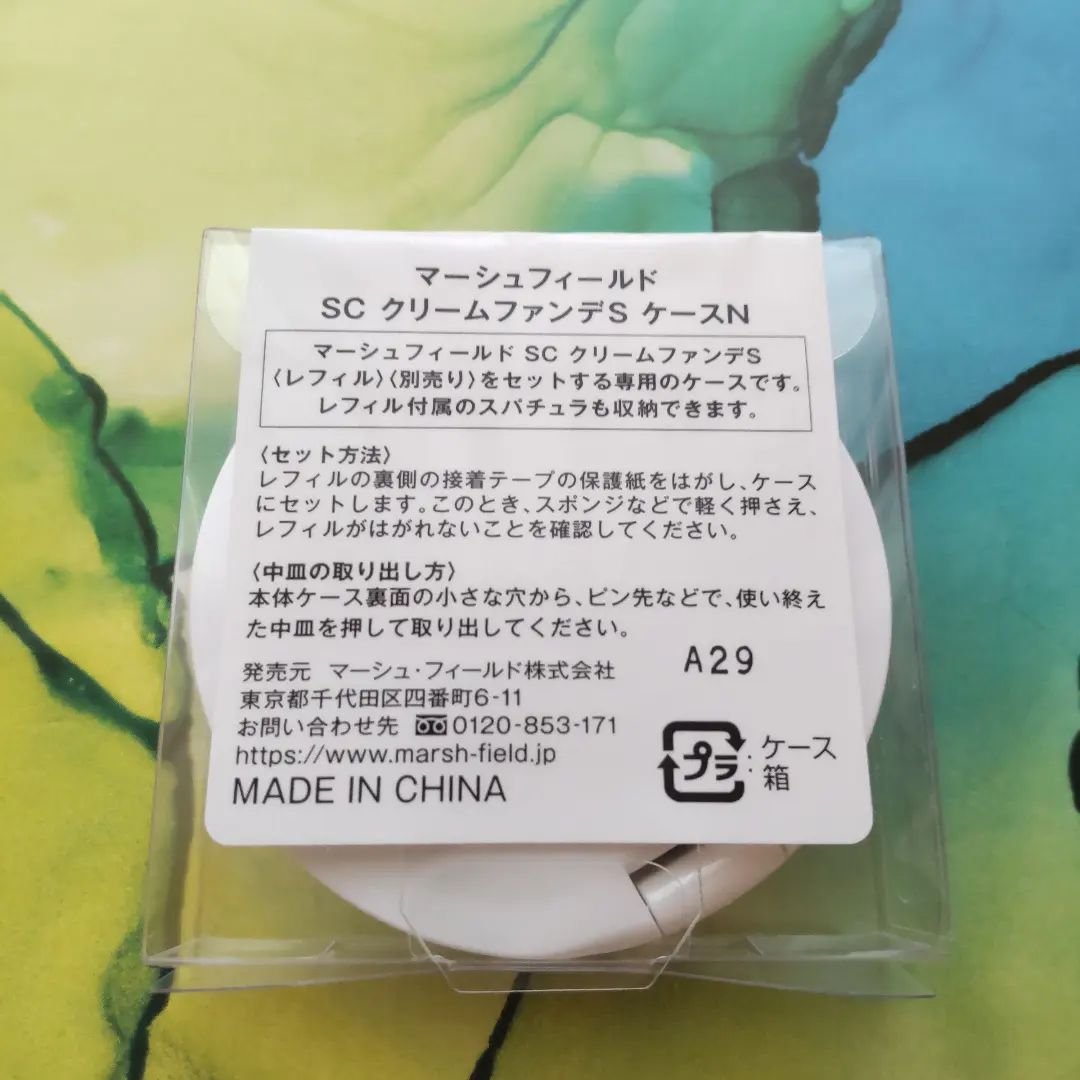 マーシュフィールド
SC クリームファンデS ケースN
マーシュフィールド SC クリームファンデS
〈レフィル〉〈別売り〉をセットする専用のケースです。
レフィル付属のスパチュラも収納できます。
〈セット方法〉
レフィルの裏側の接着テープの保護紙をはがし、ケース
にセットします。このとき、スポンジなどで軽く押さえ、
レフィルがはがれないことを確認してください。
〈中皿の取り出し方〉
本体ケース裏面の小さな穴から、ピン先などで、使い終え
た中皿を押して取り出してください。
A29
発売元 マーシュ・フィールド株式会社
東京都千代田区四番町6-11
お問い合わせ先 0120-853-171
https://www.marsh-field.jp
MADE IN CHINA
プラ : ケース
箱